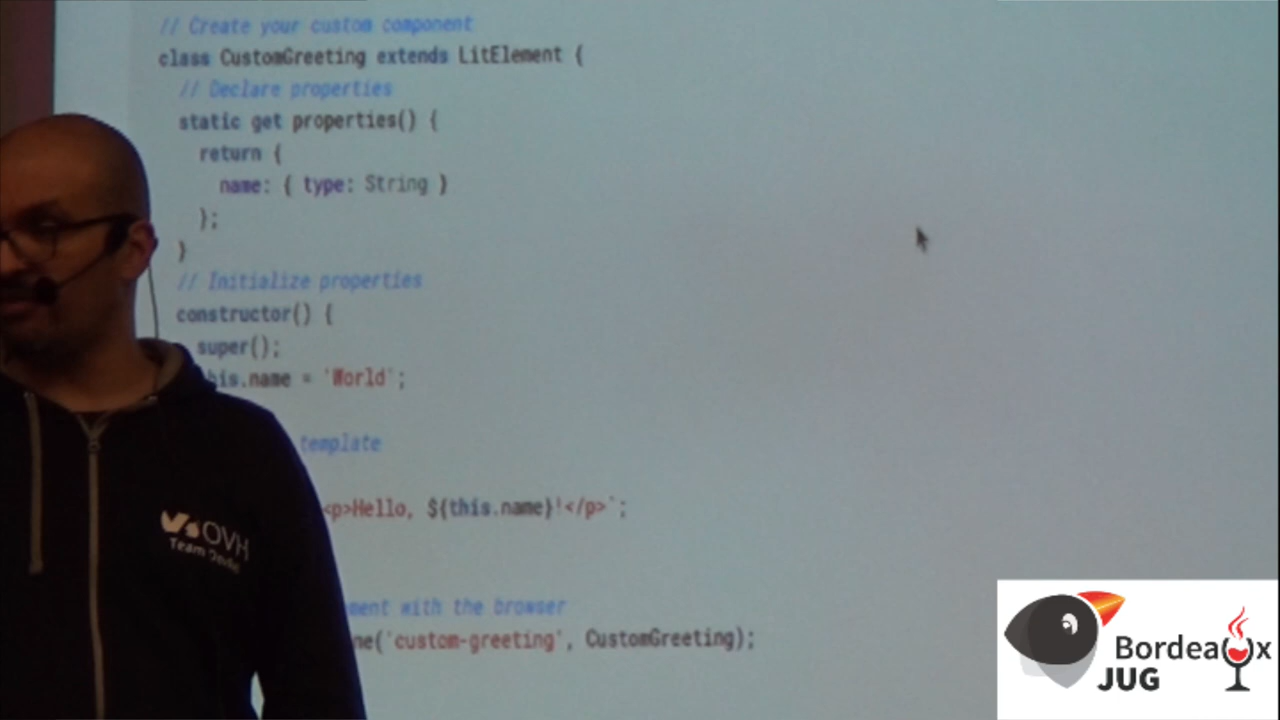 // Create your custom component
class CustomGreeting extends LitElement {
// Declare properties
static get properties() {
return {
name: { type: String }
};
}
// Initialize properties
constructor() {
super();
his.name = 'World';
template
<p>Hello, ${this.name}!</p>`;
ment with the browser
ne('custom-greeting', CustomGreeting);
OVH
Team
Bordeaux
JUG